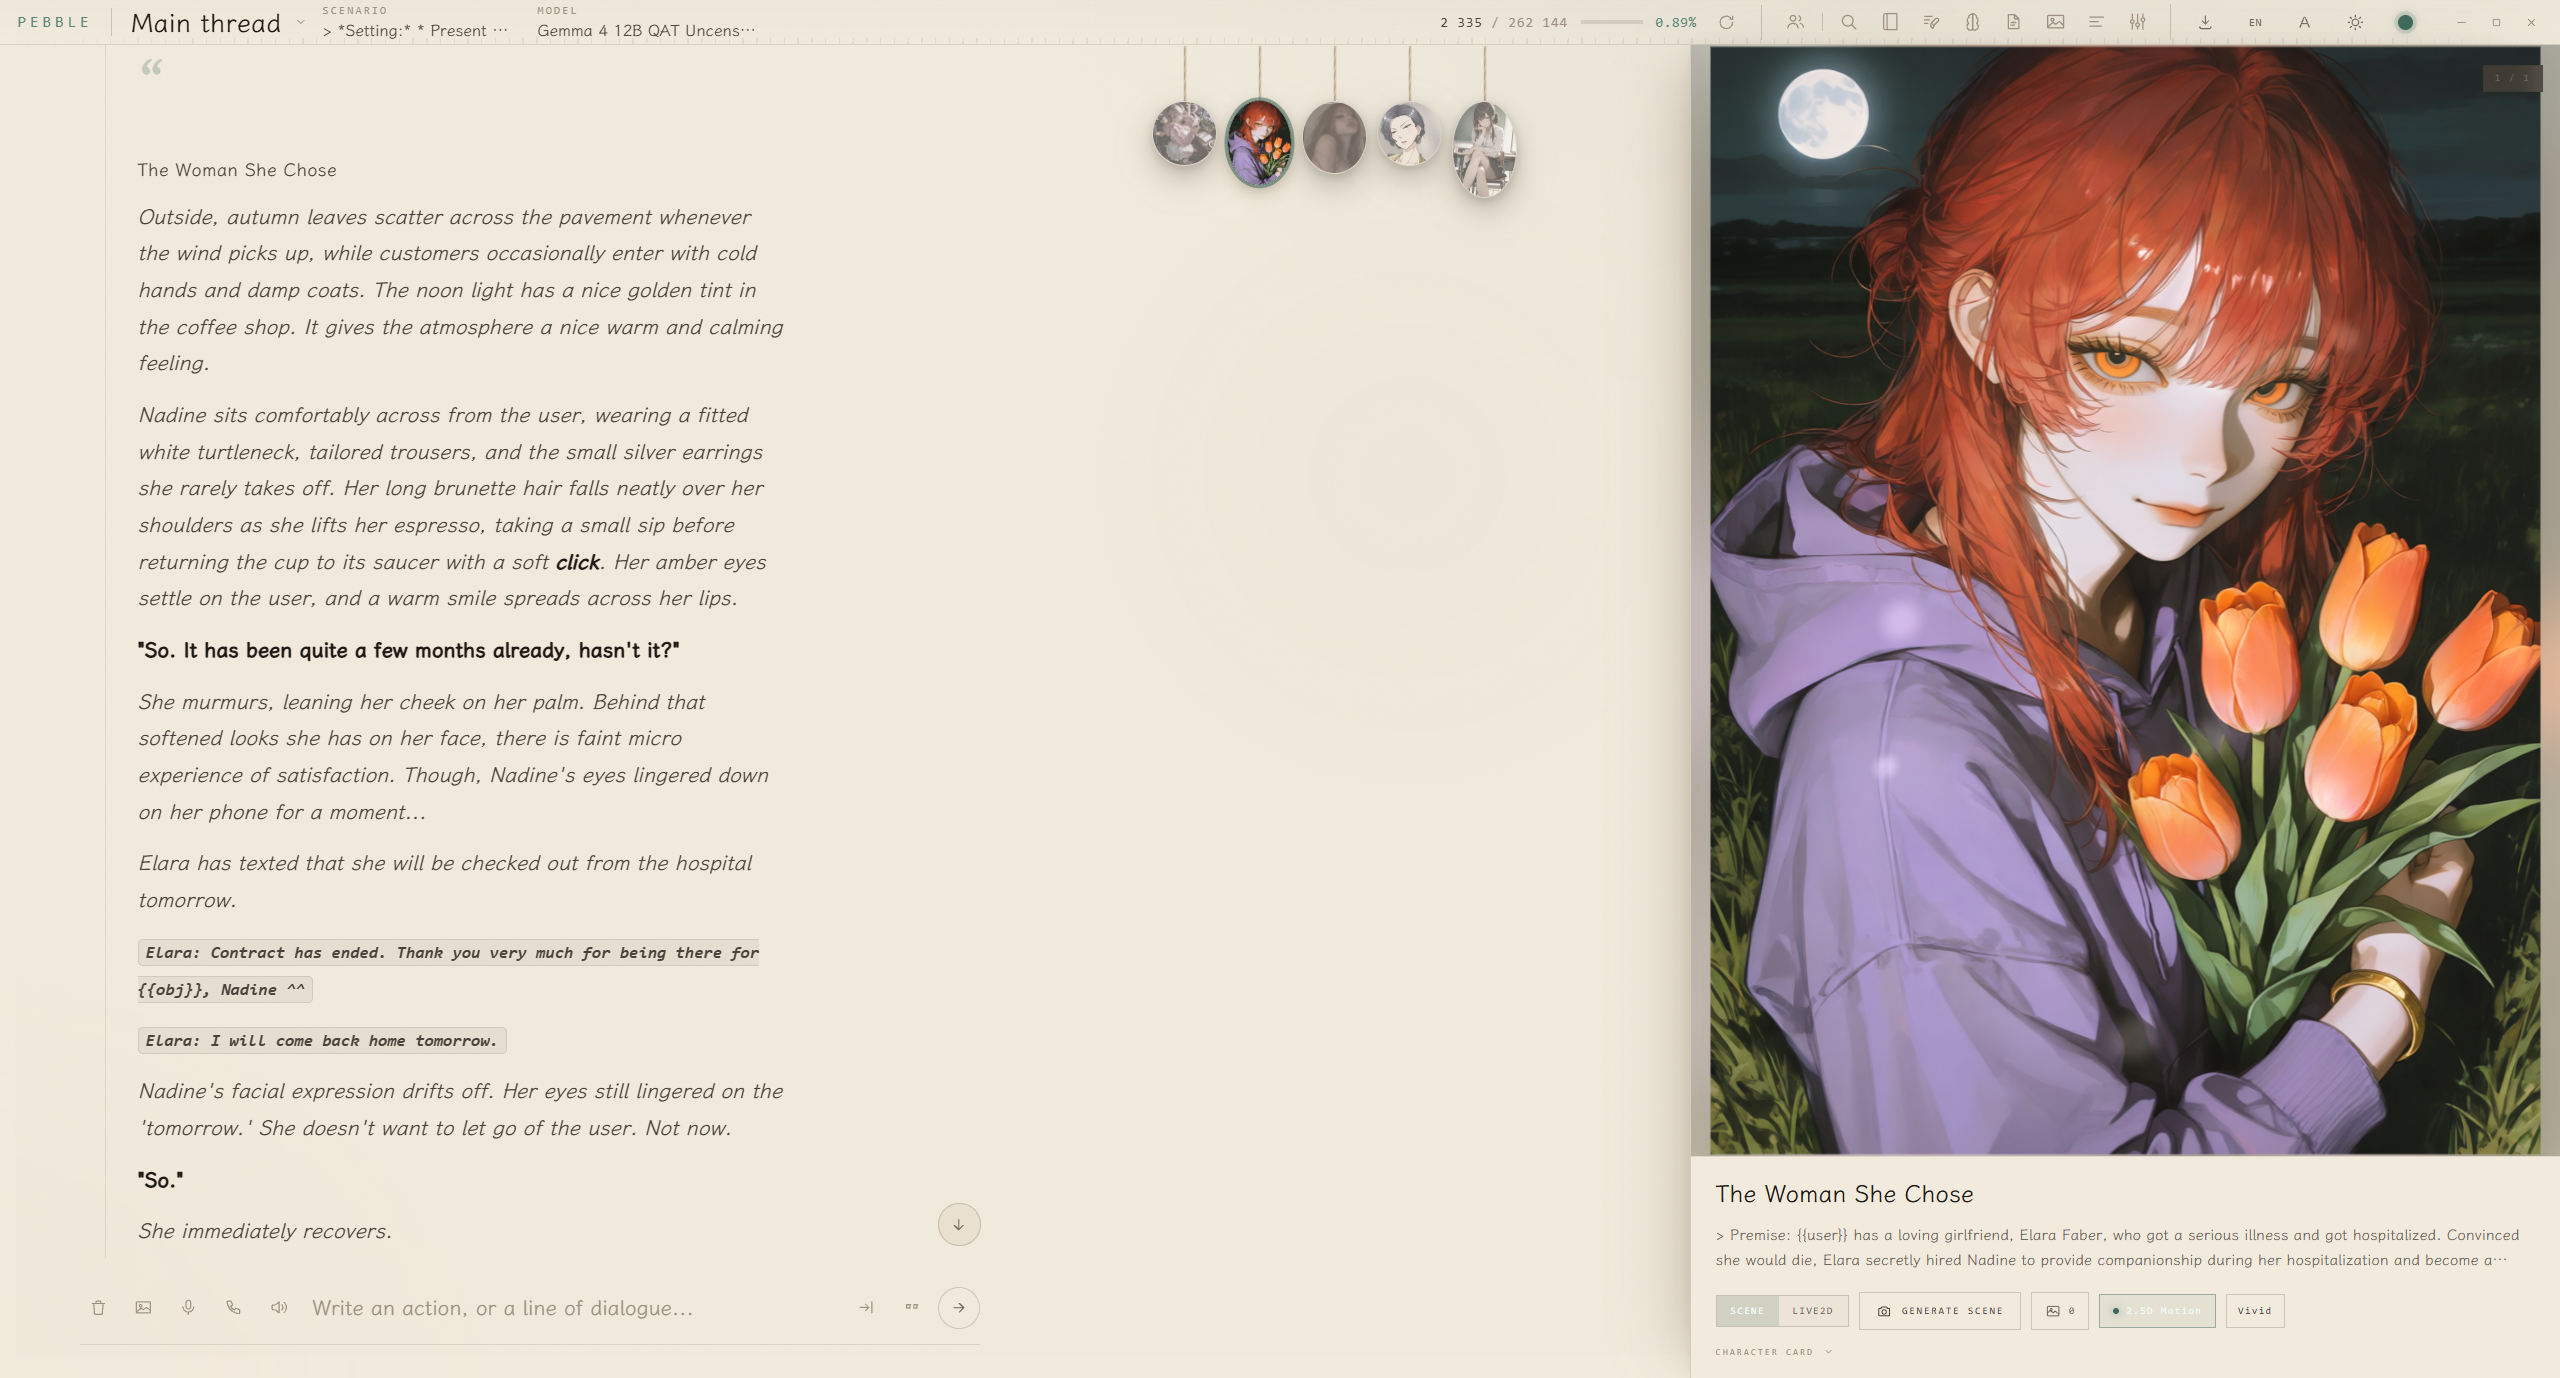 PEBBLE
Main thread
SCENARIO
> *Setting:* * Present ···
MODEL
Gemma 4 12B QAT Uncens···
2 335 / 262 144
0.89%
EN
A
1 / 1
“
The Woman She Chose
Outside, autumn leaves scatter across the pavement whenever
the wind picks up, while customers occasionally enter with cold
hands and damp coats. The noon light has a nice golden tint in
the coffee shop. It gives the atmosphere a nice warm and calming
feeling.
Nadine sits comfortably across from the user, wearing a fitted
white turtleneck, tailored trousers, and the small silver earrings
she rarely takes off. Her long brunette hair falls neatly over her
shoulders as she lifts her espresso, taking a small sip before
returning the cup to its saucer with a soft click. Her amber eyes
settle on the user, and a warm smile spreads across her lips.
"So. It has been quite a few months already, hasn't it?"
She murmurs, leaning her cheek on her palm. Behind that
softened looks she has on her face, there is faint micro
experience of satisfaction. Though, Nadine's eyes lingered down
on her phone for a moment...
Elara has texted that she will be checked out from the hospital
tomorrow.
Elara: Contract has ended. Thank you very much for being there for
{{obj}}, Nadine ^^
Elara: I will come back home tomorrow.
Nadine's facial expression drifts off. Her eyes still lingered on the
'tomorrow.' She doesn't want to let go of the user. Not now.
"So."
She immediately recovers.
Write an action, or a line of dialogue...
The Woman She Chose
> Premise: {{user}} has a loving girlfriend, Elara Faber, who got a serious illness and got hospitalized. Convinced
she would die, Elara secretly hired Nadine to provide companionship during her hospitalization and become a···
SCENE
LIVE2D
GENERATE SCENE
0
2.5D Motion
Vivid
CHARACTER CARD